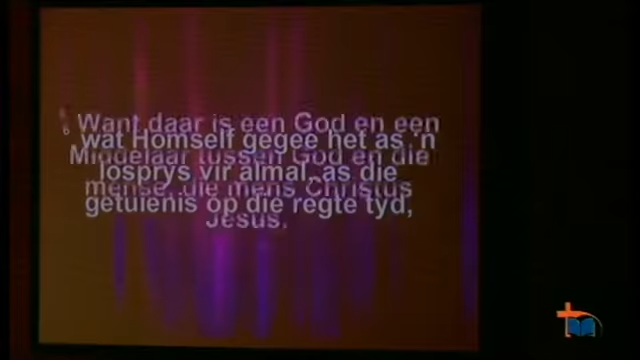 Want daar is een God en een
wat Homself gegee het as 'n
Middelaar tussen God en die
losprys vir almal, as die
mense, die mens Christus
getuienis op die regte tyd,
Jesus.